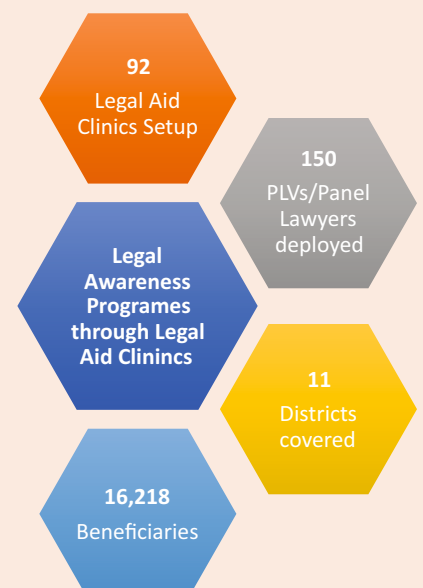 92
Legal Aid
Clinics Setup
150
PLVs/Panel
Lawyers
deployed
Legal
Awareness
Programes
through Legal
Aid Clinincs
11
Districts
covered
16,218
Beneficiaries